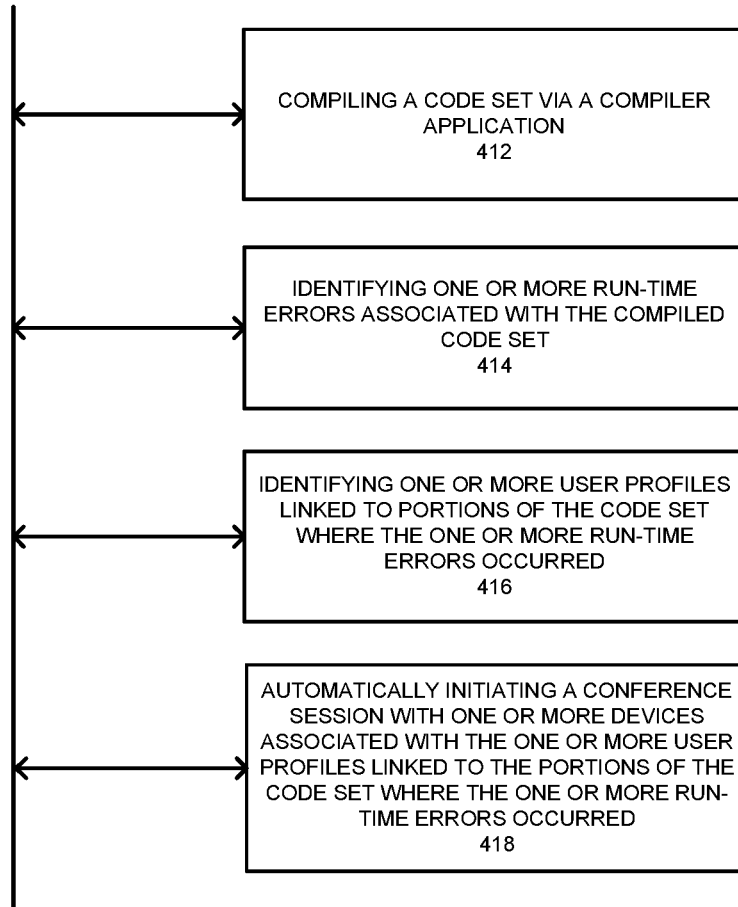 COMPILING A CODE SET VIA A COMPILER
APPLICATION
412
IDENTIFYING ONE OR MORE RUN-TIME
ERRORS ASSOCIATED WITH THE COMPILED
CODE SET
414
IDENTIFYING ONE OR MORE USER PROFILES
LINKED TO PORTIONS OF THE CODE SET
WHERE THE ONE OR MORE RUN-TIME
ERRORS OCCURRED
416
AUTOMATICALLY INITIATING A CONFERENCE
SESSION WITH ONE OR MORE DEVICES
ASSOCIATED WITH THE ONE OR MORE USER
PROFILES LINKED TO THE PORTIONS OF THE
CODE SET WHERE THE ONE OR MORE RUN-
TIME ERRORS OCCURRED
418